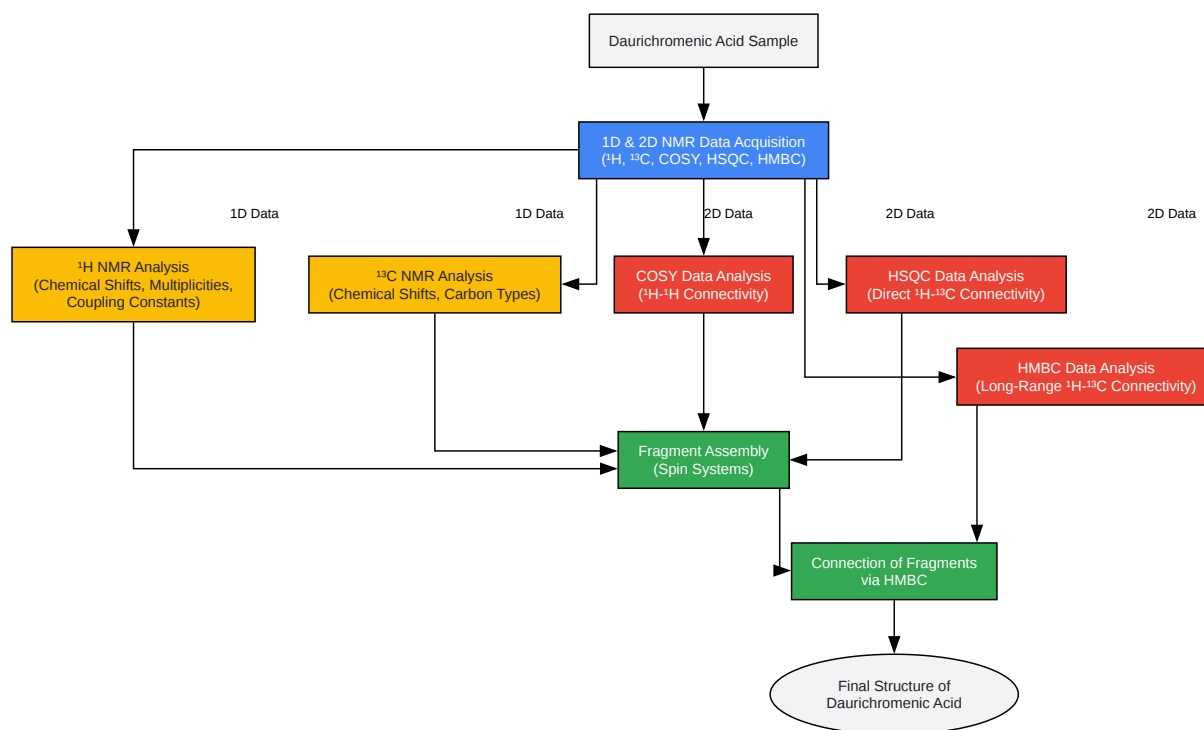 Daurichromenic Acid Sample
1D & 2D NMR Data Acquisition
(¹H, ¹³C, COSY, HSQC, HMBC)
1D Data
1D Data
2D Data
2D Data
2D Data
¹H NMR Analysis
(Chemical Shifts, Multiplicities,
Coupling Constants)
¹³C NMR Analysis
(Chemical Shifts, Carbon Types)
COSY Data Analysis
(¹H-¹H Connectivity)
HSQC Data Analysis
(Direct ¹H-¹³C Connectivity)
HMBC Data Analysis
(Long-Range ¹H-¹³C Connectivity)
Fragment Assembly
(Spin Systems)
Connection of Fragments
via HMBC
Final Structure of
Daurichromenic Acid